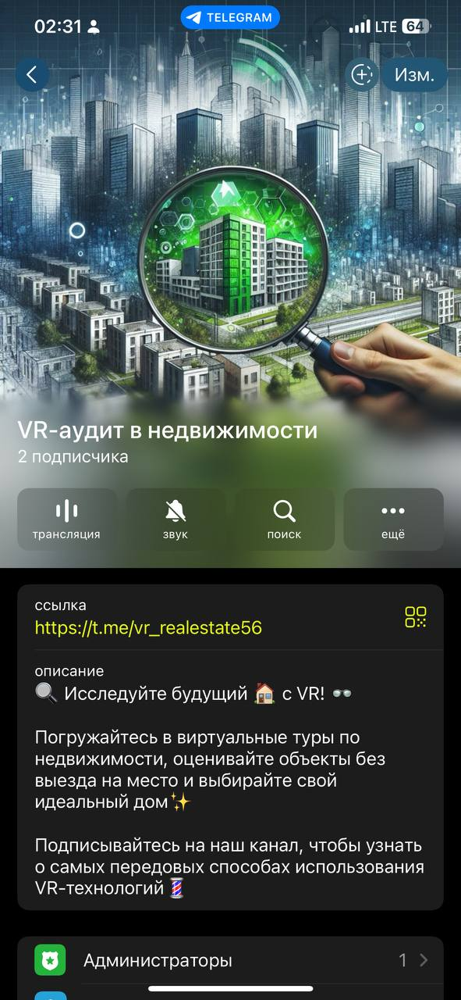 02:31
TELEGRAM
LTE 64
Изм.
VR-аудит в недвижимости
2 подписчика
трансляция
звук
поиск
ещё
ссылка
https://t.me/vr_realestate56
описание
🔍 Исследуйте будущий 🏠 с VR! 👓
Погружайтесь в виртуальные туры по
недвижимости, оценивайте объекты без
выезда на место и выбирайте свой
идеальный дом✨
Подписывайтесь на наш канал, чтобы узнать
о самых передовых способах использования
VR-технологий 💈
Администраторы 1